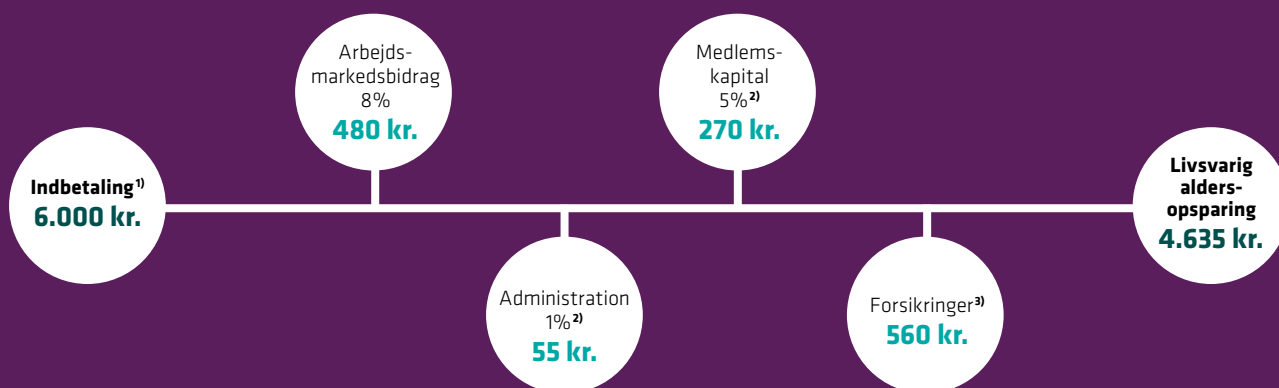 Indbetaling¹⁾
6.000 kr.
Arbejds-
markedsbidrag
8%
480 kr.
Administration
1%²⁾
55 kr.
Medlems-
kapital
5%²⁾
270 kr.
Forsikringer³⁾
560 kr.
Livsvarig
alders-
opsparing
4.635 kr.